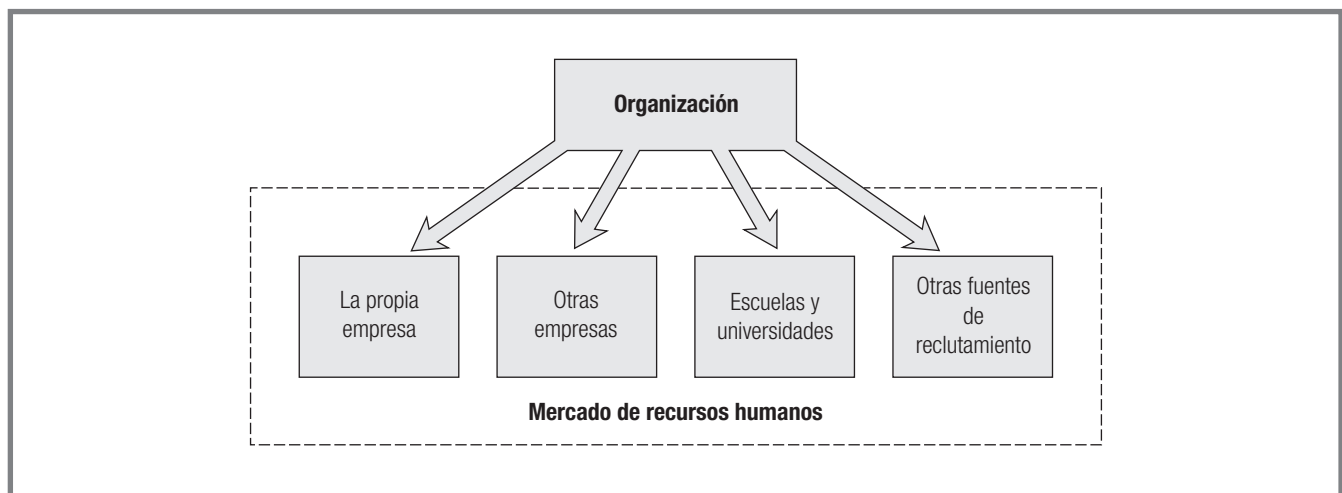 Organización
La propia
empresa
Otras
empresas
Escuelas y
universidades
Otras fuentes
de
reclutamiento
Mercado de recursos humanos